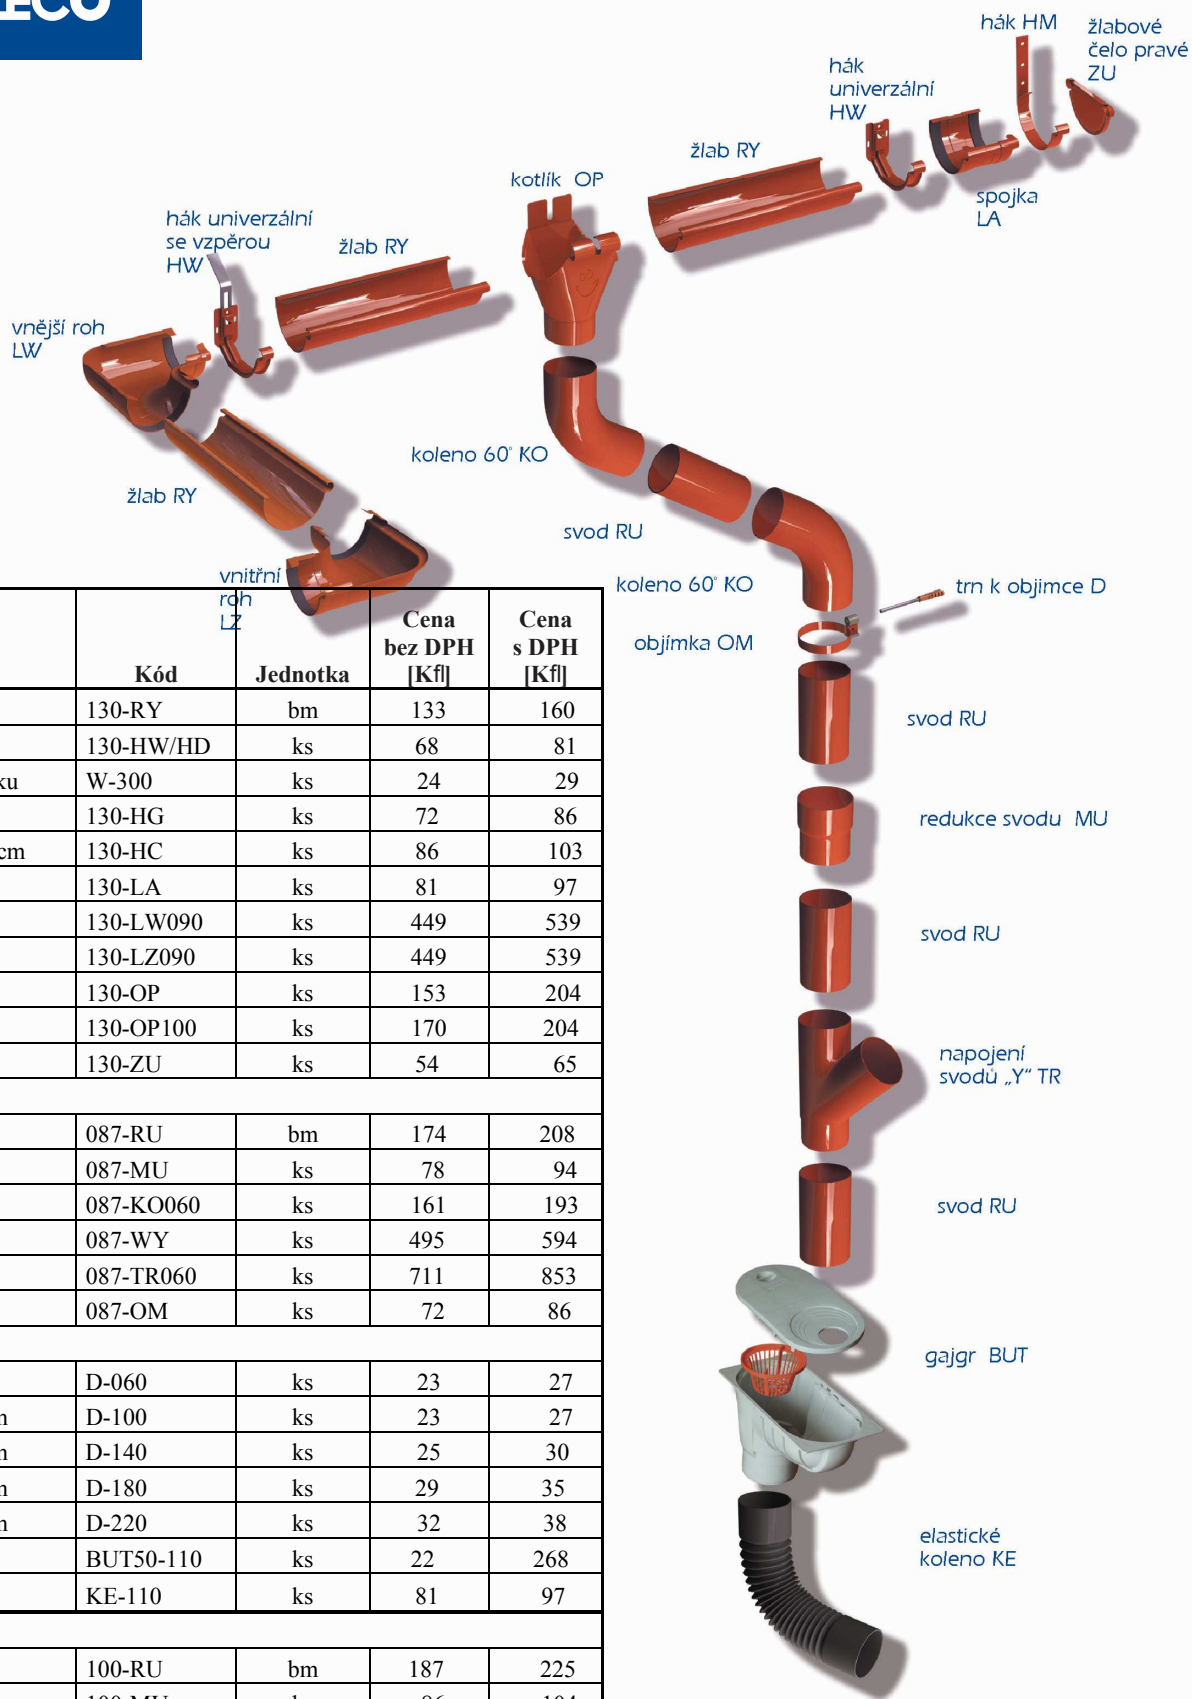 LECO
hák HM
žlabové
čelo pravé
ZU
hák
univerzální
HW
žlab RY
spojka
LA
kotlík OP
hák univerzální
se vzpěrou
HW
žlab RY
vnější roh
LW
koleno 60° KO
žlab RY
svod RU
vnitřní
roh
LZ
koleno 60° KO
trn k objimce D
objímka OM
svod RU
redukce svodu MU
svod RU
napojení
svodů „Y“ TR
svod RU
gajgr BUT
elastické
koleno KE
Kód Jednotka Cena bez DPH [Kfl] Cena s DPH [Kfl]
130-RY bm 133 160
130-HW/HD ks 68 81
ku W-300 ks 24 29
130-HG ks 72 86
cm 130-HC ks 86 103
130-LA ks 81 97
130-LW090 ks 449 539
130-LZ090 ks 449 539
130-OP ks 153 204
130-OP100 ks 170 204
130-ZU ks 54 65
087-RU bm 174 208
087-MU ks 78 94
087-KO060 ks 161 193
087-WY ks 495 594
087-TR060 ks 711 853
087-OM ks 72 86
D-060 ks 23 27
D-100 ks 23 27
D-140 ks 25 30
D-180 ks 29 35
D-220 ks 32 38
BUT50-110 ks 22 268
KE-110 ks 81 97
100-RU bm 187 225